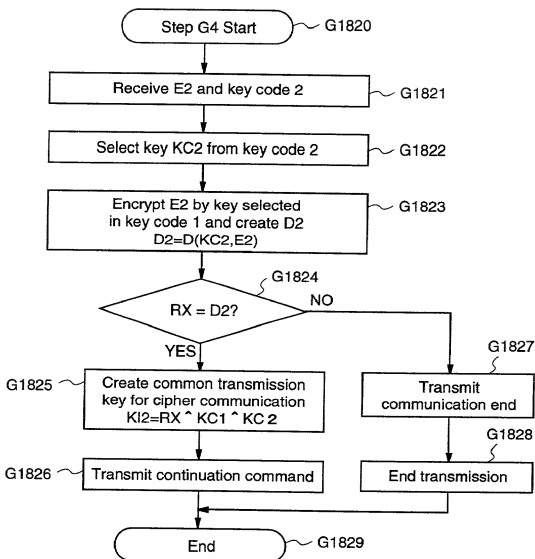 Step G4 Start
G1820
Receive E2 and key code 2
G1821
Select key KC2 from key code 2
G1822
Encrypt E2 by key selected
in key code 1 and create D2
D2=D(KC2,E2)
G1823
G1824
RX = D2?
NO
YES
G1825
Create common transmission
key for cipher communication
KI2=RX ^ KC1 ^ KC 2
G1827
Transmit
communication end
G1826
Transmit continuation command
G1828
End transmission
End
G1829